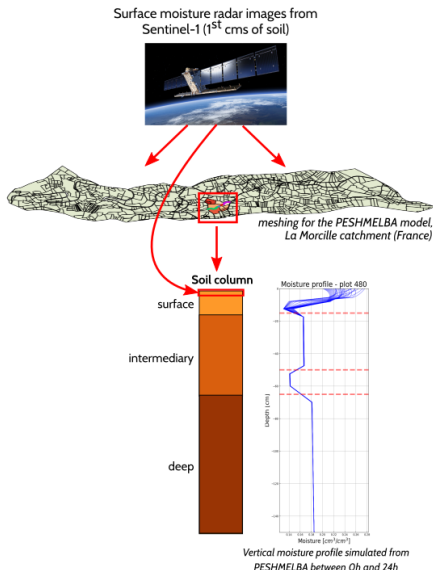 Surface moisture radar images from
Sentinel-1 (1st cms of soil)
meshing for the PESHMELBA model,
La Morcille catchment (France)
Soil column
surface
intermediary
deep
Moisture profile - plot 480
Depth [cm]
Moisture [cm³/cm³]
Vertical moisture profile simulated from
PESHMELBA between 0h and 24h